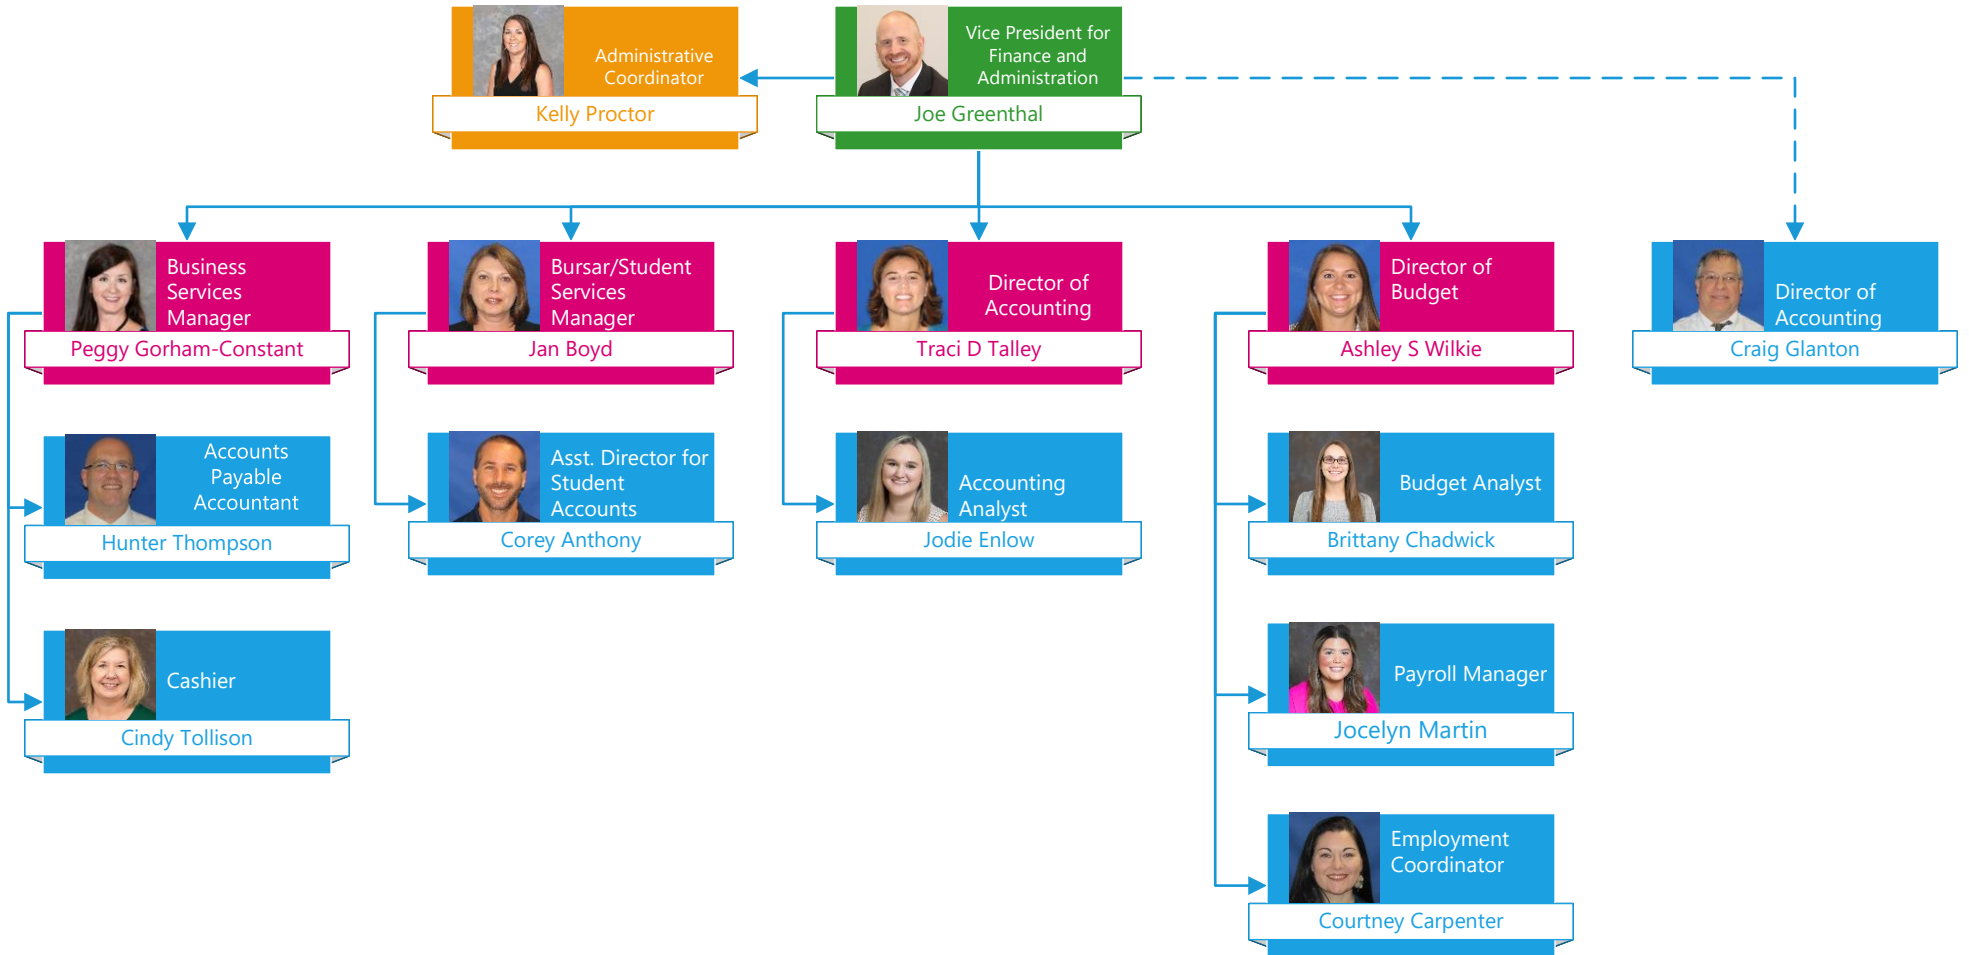 Administrative
Coordinator
Kelly Proctor
Vice President for
Finance and
Administration
Joe Greenthal
Business
Services
Manager
Peggy Gorham-Constant
Bursar/Student
Services
Manager
Jan Boyd
Director of
Accounting
Traci D Talley
Director of
Budget
Ashley S Wilkie
Director of
Accounting
Craig Glanton
Accounts
Payable
Accountant
Hunter Thompson
Asst. Director for
Student
Accounts
Corey Anthony
Accounting
Analyst
Jodie Enlow
Budget Analyst
Brittany Chadwick
Cashier
Cindy Tollison
Payroll Manager
Jocelyn Martin
Employment
Coordinator
Courtney Carpenter